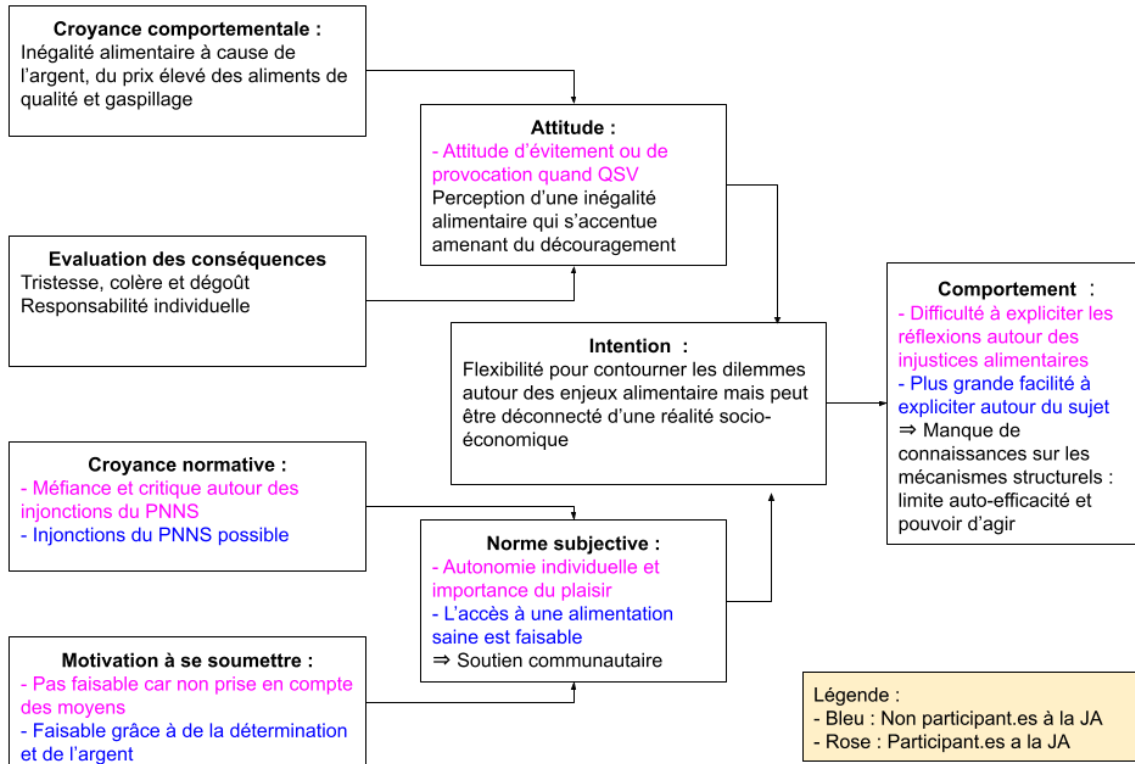 Croyance comportementale :
Inégalité alimentaire à cause de
l'argent, du prix élevé des aliments de
qualité et gaspillage
Attitude :
- Attitude d'évitement ou de
provocation quand QSV
Perception d'une inégalité
alimentaire qui s'accentue
amenant du découragement
Evaluation des conséquences
Tristesse, colère et dégoût
Responsabilité individuelle
Intention :
Flexibilité pour contourner les dilemmes
autour des enjeux alimentaire mais peut
être déconnecté d'une réalité socio-
économique
Comportement :
- Difficulté à expliciter les
réflexions autour des
injustices alimentaires
- Plus grande facilité à
expliciter autour du sujet
⇒ Manque de
connaissances sur les
mécanismes structurels :
limite auto-efficacité et
pouvoir d'agir
Croyance normative :
- Méfiance et critique autour des
injonctions du PNNS
- Injonctions du PNNS possible
Norme subjective :
- Autonomie individuelle et
importance du plaisir
- L'accès à une alimentation
saine est faisable
⇒ Soutien communautaire
Motivation à se soumettre :
- Pas faisable car non prise en compte
des moyens
- Faisable grâce à de la détermination
et de l'argent
Légende :
- Bleu : Non participant.es à la JA
- Rose : Participant.es a la JA